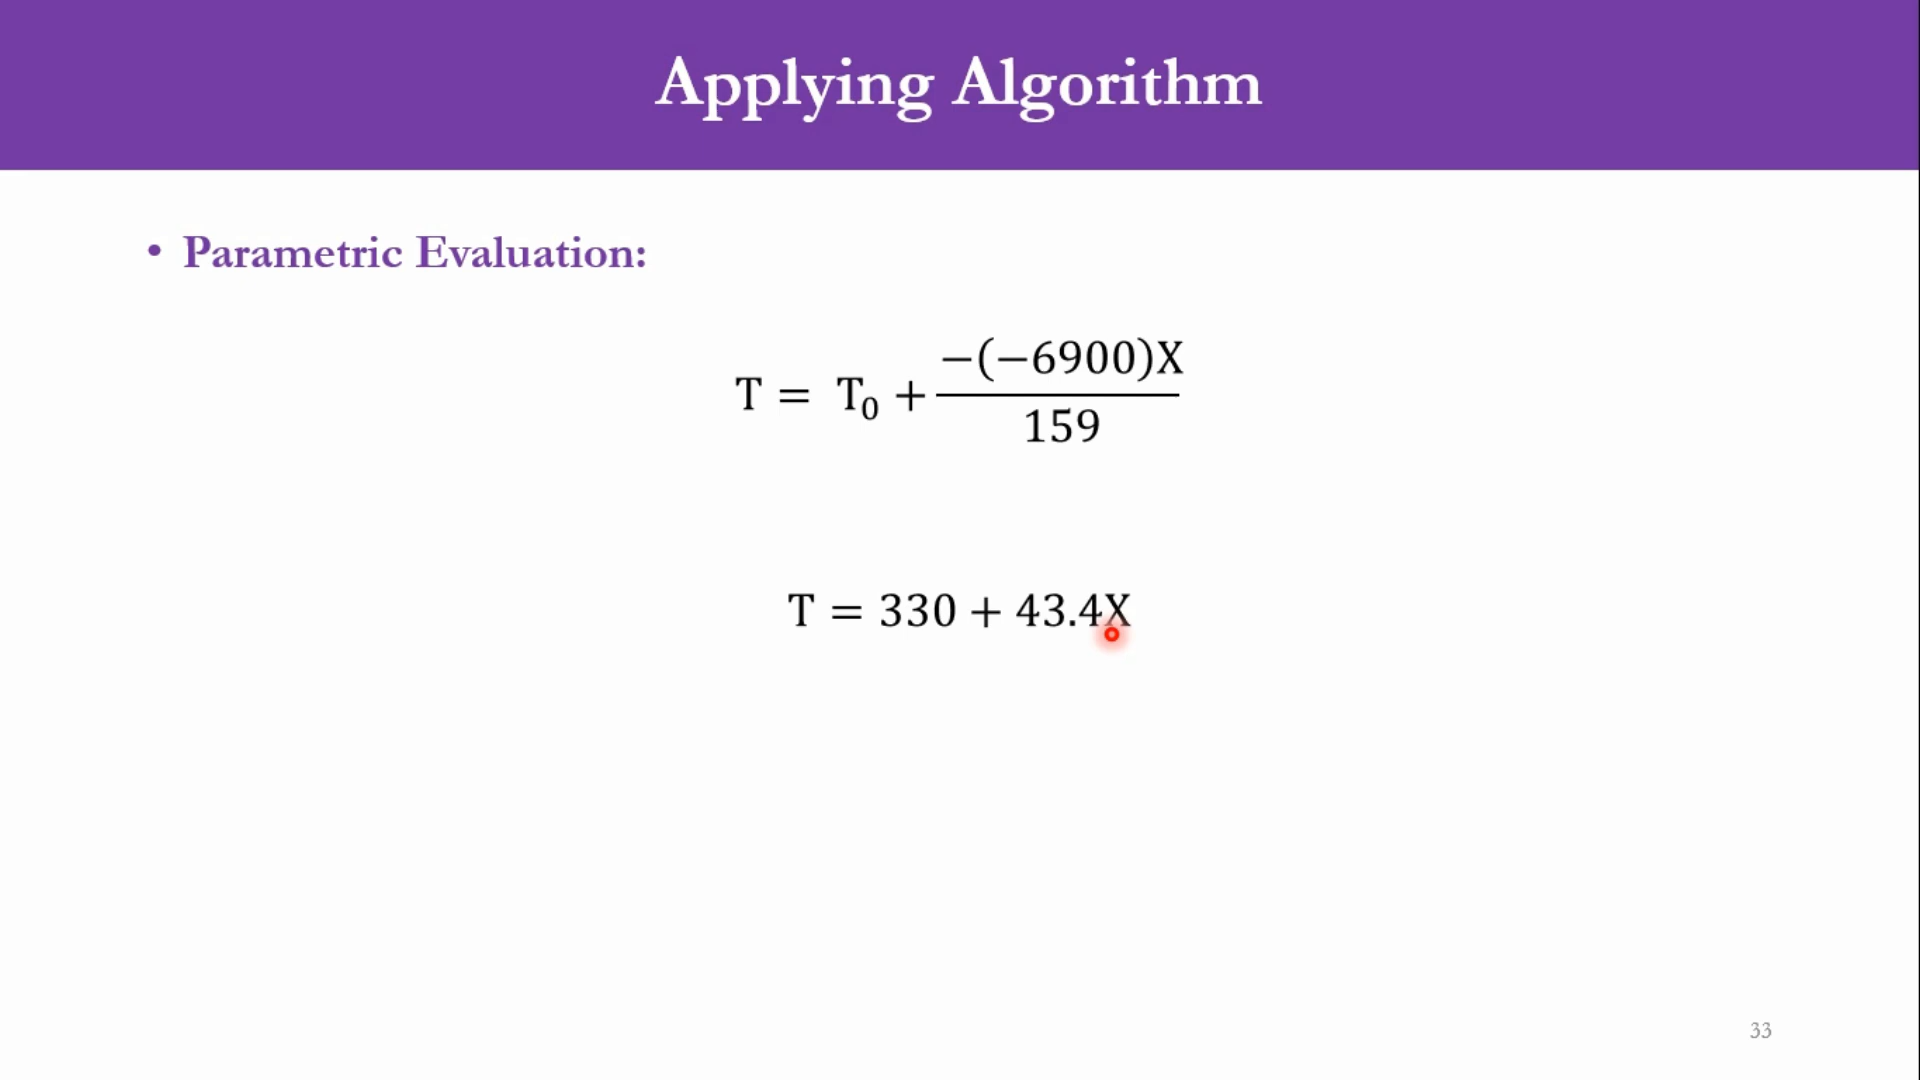 Applying Algorithm
• Parametric Evaluation:
T = T₀ + −(−6900)X / 159
T = 330 + 43.4X
33